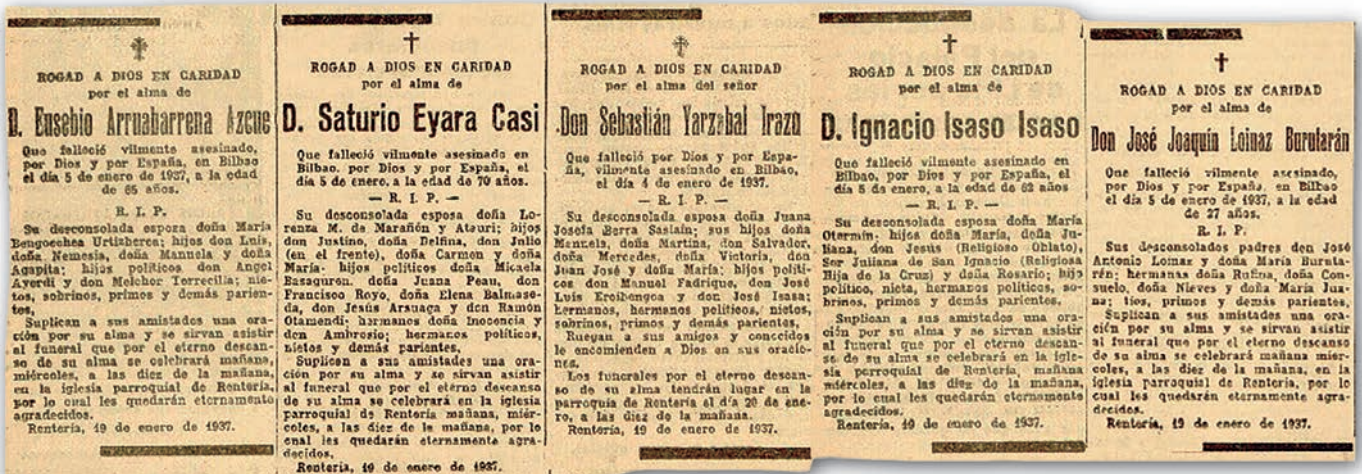 ROGAD A DIOS EN CARIDAD
por el alma de
D. Eusebio Arruabarrena Azcue
Que falleció vilmente asesinado,
por Dios y por España, en Bilbao
el día 5 de enero de 1937, a la edad
de 65 años.
R. I. P.
Su desconsolada esposa doña María
Bengoechea Urtizberea; hijos don Luis,
doña Nemesia, doña Manuela y doña
Agapita; hijos políticos don Angel
Ayerdi y don Melchor Torrecilla; nie-
tos, sobrinos, primos y demás parien-
tes,
Suplican a sus amistades una ora-
ción por su alma y se sirvan asistir
al funeral que por el eterno descan-
so de su alma se celebrará mañana,
miércoles, a las diez de la mañana,
en la iglesia parroquial de Rentería,
por lo cual les quedarán eternamente
agradecidos.
Rentería, 19 de enero de 1937.
ROGAD A DIOS EN CARIDAD
por el alma de
D. Saturio Eyara Casi
Que falleció vilmente asesinado en
Bilbao, por Dios y por España, el
día 5 de enero, a la edad de 70 años.
— R. I. P. —
Su desconsolada esposa doña Lo-
renza M. de Marañón y Atauri; hijos
don Justino, doña Delfina, don Julio
(en el frente), doña Carmen y doña
María; hijos políticos doña Micaela
Basaguren, doña Juana Peau, don
Francisco Royo, doña Elena Balmase-
da, don Jesús Arsuaga y don Ramón
Otamendi; hermanos doña Inocencia y
don Ambrosio; hermanos políticos,
nietos y demás parientes,
Suplican a sus amistades una ora-
ción por su alma y se sirvan asistir
al funeral que por el eterno descanso
de su alma se celebrará en la iglesia
parroquial de Rentería mañana, miér-
coles, a las diez de la mañana, por lo
cual les quedarán eternamente agra-
decidos.
Rentería, 19 de enero de 1937.
ROGAD A DIOS EN CARIDAD
por el alma del señor
Don Sebastián Yarzabal Irazu
Que falleció por Dios y por Espa-
ña, vilmente asesinado en Bilbao,
el día 4 de enero de 1937.
— R. I. P. —
Su desconsolada esposa doña Juana
Josefa Berra Saslain; sus hijos doña
Manuela, doña Martina, don Salvador,
doña Mercedes, doña Victoria, don
Juan José y doña María; hijos políti-
cos don Manuel Fadrique, don José
Luis Eroibengoa y don José Isasa;
hermanos, hermanos políticos, nietos,
sobrinos, primos y demás parientes,
Ruegan a sus amigos y conocidos
le encomienden a Dios en sus oracio-
nes.
Los funerales por el eterno descan-
so de su alma tendrán lugar en la
parroquia de Rentería el día 20 de ene-
ro, a las diez de la mañana.
Rentería, 19 de enero de 1937.
ROGAD A DIOS EN CARIDAD
por el alma de
D. Ignacio Isaso Isaso
Que falleció vilmente asesinado en
Bilbao, por Dios y por España, el
día 5 de enero, a la edad de 62 años
— R. I. P. —
Su desconsolada esposa doña María
Otermin; hijos doña María, doña Ju-
liana, don Jesús (Religioso Oblato),
Sor Juliana de San Ignacio (Religiosa
Hija de la Cruz) y doña Rosario; hijo
político, nieta, hermanos políticos, so-
brinos, primos y demás parientes,
Suplican a sus amistades una ora-
ción por su alma y se sirvan asistir
al funeral que por el eterno descan-
so de su alma se celebrará en la igle-
sia parroquial de Rentería, mañana
miércoles, a las diez de la mañana,
por lo cual les quedarán eternamente
agradecidos.
Rentería, 19 de enero de 1937.
ROGAD A DIOS EN CARIDAD
por el alma de
Don José Joaquín Loinaz Burutarán
Que falleció vilmente asesinado,
por Dios y por España, en Bilbao
el día 5 de enero de 1937, a la edad
de 27 años.
R. I. P.
Sus desconsolados padres don José
Antonio Loinaz y doña María Buruta-
rán; hermanas doña Rufina, doña Con-
suelo, doña Nieves y doña María Jua-
na; tíos, primos y demás parientes,
Suplican a sus amistades una ora-
ción por su alma y se sirvan asistir
al funeral que por el eterno descanso
de su alma se celebrará mañana miér-
coles, a las diez de la mañana, en la
iglesia parroquial de Rentería, por lo
cual les quedarán eternamente agra-
decidos.
Rentería, 19 de enero de 1937.